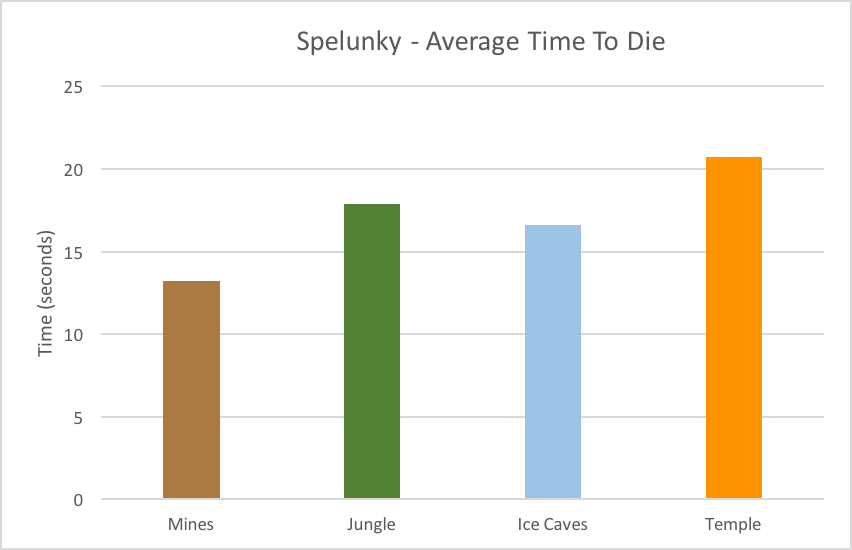 Spelunky - Average Time To Die
25
20
15
10
5
0
Time (seconds)
Mines
Jungle
Ice Caves
Temple